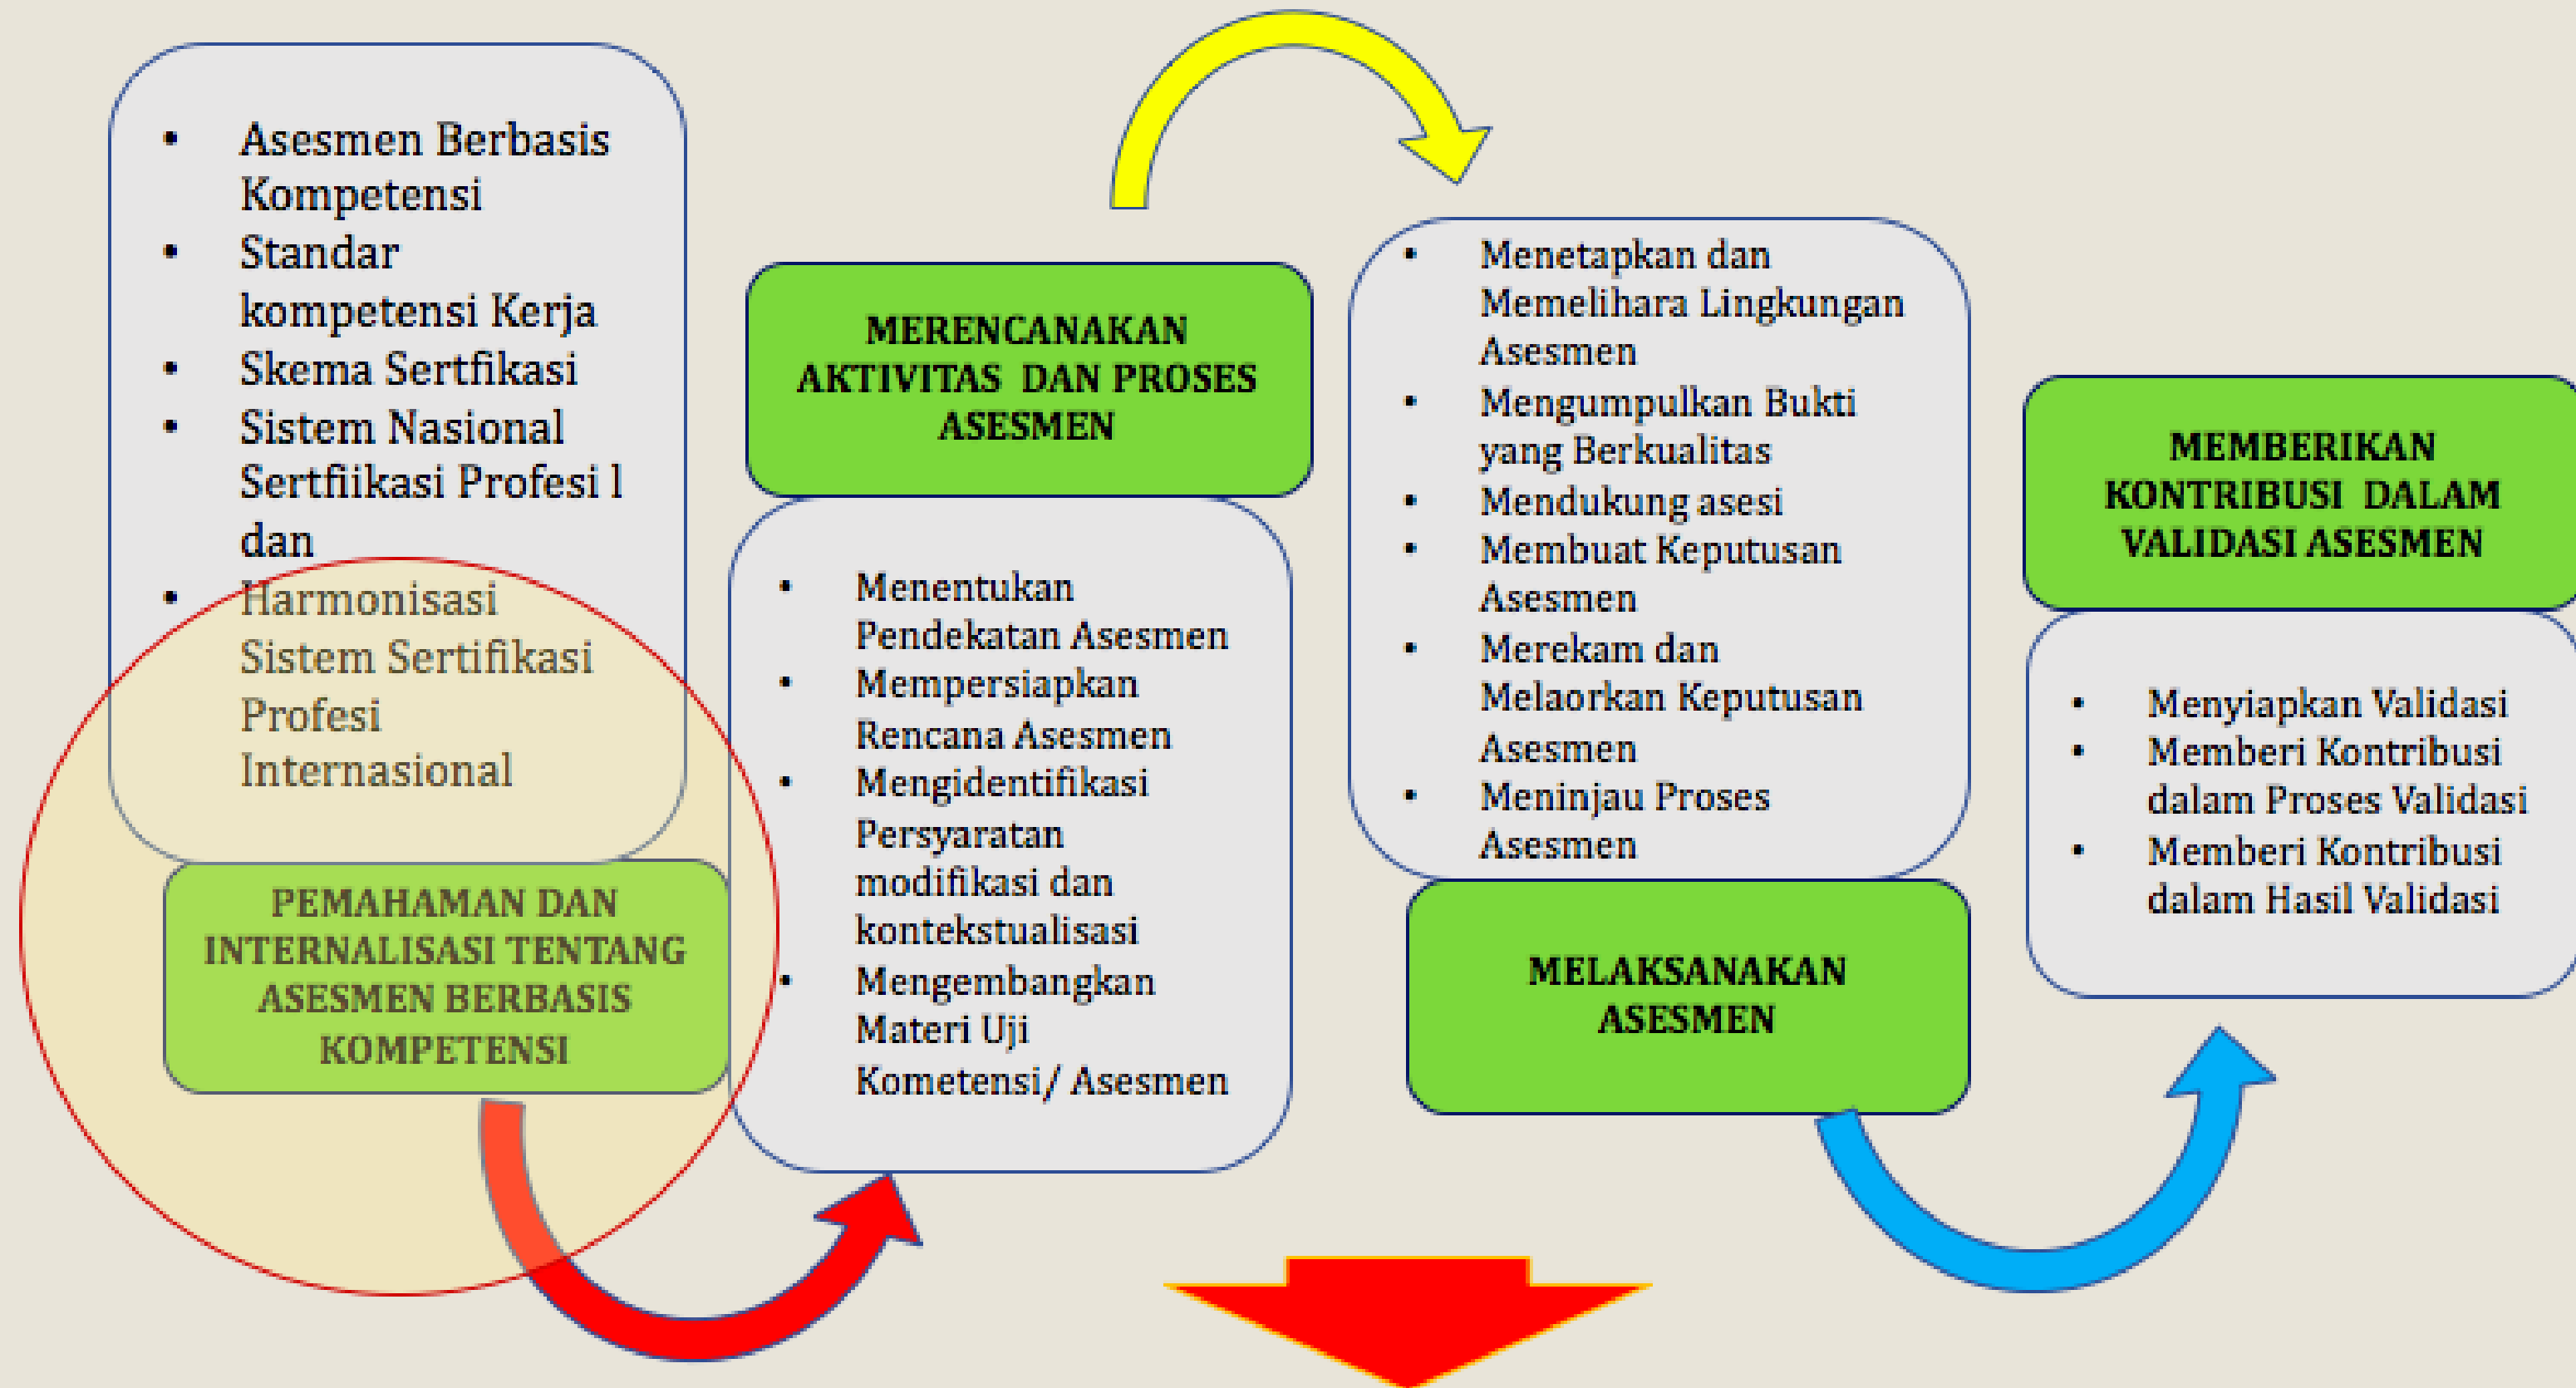 • Asesmen Berbasis
Kompetensi
• Standar
kompetensi Kerja
• Skema Sertfikasi
• Sistem Nasional
Sertfiikasi Profesi l
dan
• Harmonisasi
Sistem Sertifikasi
Profesi
Internasional
PEMAHAMAN DAN
INTERNALISASI TENTANG
ASESMEN BERBASIS
KOMPETENSI
MERENCANAKAN
AKTIVITAS DAN PROSES
ASESMEN
• Menentukan
Pendekatan Asesmen
• Mempersiapkan
Rencana Asesmen
• Mengidentifikasi
Persyaratan
modifikasi dan
kontekstualisasi
• Mengembangkan
Materi Uji
Kometensi/ Asesmen
• Menetapkan dan
Memelihara Lingkungan
Asesmen
• Mengumpulkan Bukti
yang Berkualitas
• Mendukung asesi
• Membuat Keputusan
Asesmen
• Merekam dan
Melaorkan Keputusan
Asesmen
• Meninjau Proses
Asesmen
MELAKSANAKAN
ASESMEN
MEMBERIKAN
KONTRIBUSI DALAM
VALIDASI ASESMEN
• Menyiapkan Validasi
• Memberi Kontribusi
dalam Proses Validasi
• Memberi Kontribusi
dalam Hasil Validasi